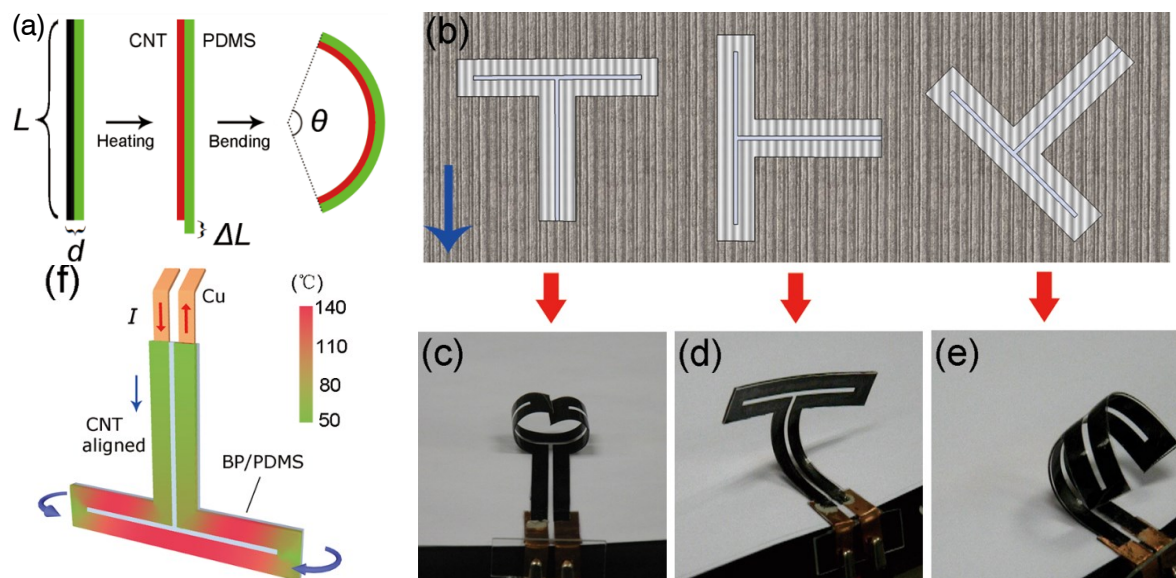 (a)
CNT PDMS
L
Heating
Bending
θ
d
ΔL
(b)
(f)
Cu
I
(℃)
140
110
80
50
CNT
aligned
BP/PDMS
(c)
(d)
(e)